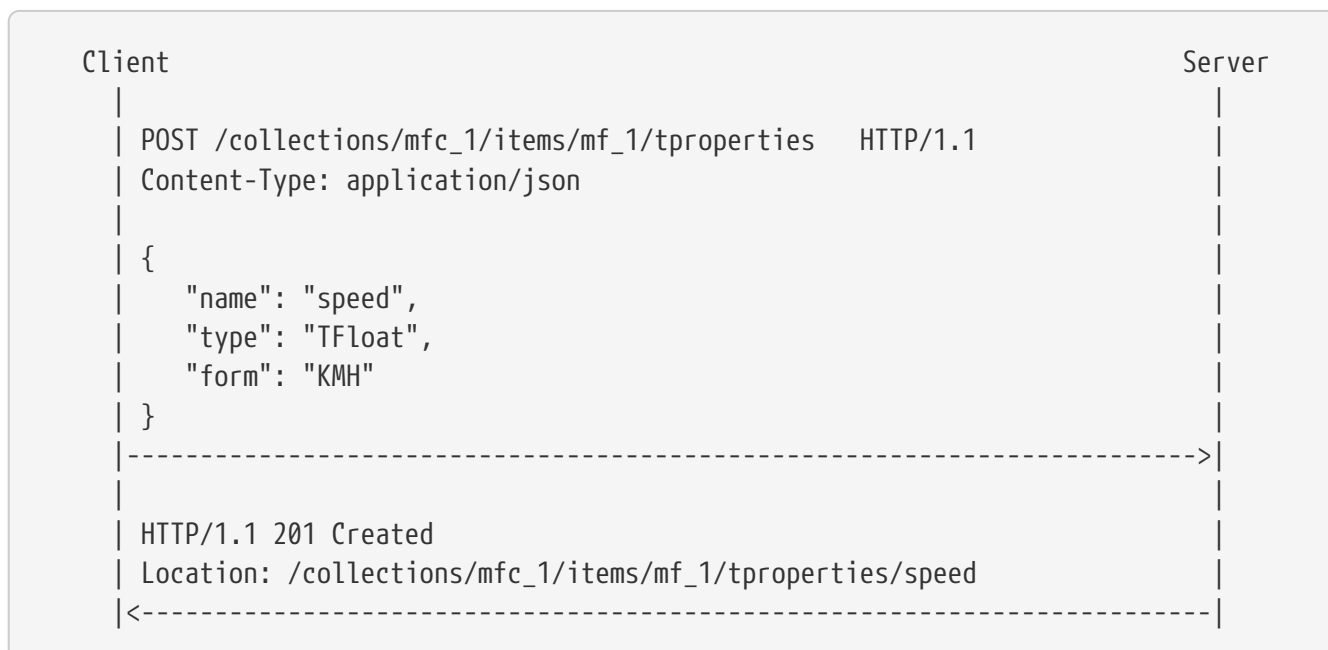 Client                                                                  Server
  |                                                                          |
  | POST /collections/mfc_1/items/mf_1/tproperties   HTTP/1.1                |
  | Content-Type: application/json                                           |
  |                                                                          |
  | {                                                                        |
  |    "name": "speed",                                                      |
  |    "type": "TFloat",                                                     |
  |    "form": "KMH"                                                         |
  | }                                                                        |
  |------------------------------------------------------------------------->|
  |                                                                          |
  | HTTP/1.1 201 Created                                                     |
  | Location: /collections/mfc_1/items/mf_1/tproperties/speed                |
  |<-------------------------------------------------------------------------|